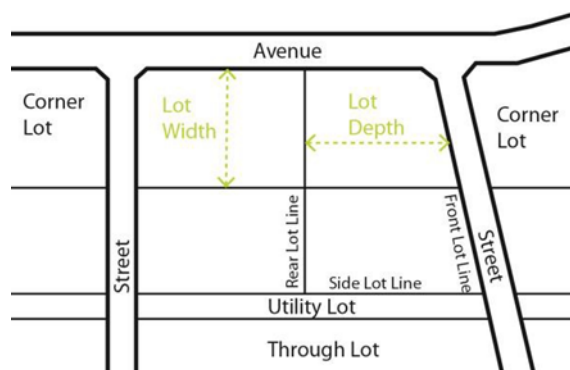 Avenue
Corner
Lot
Lot
Width
Lot
Depth
Corner
Lot
Street
Rear Lot Line
Front Lot Line
Street
Side Lot Line
Utility Lot
Through Lot